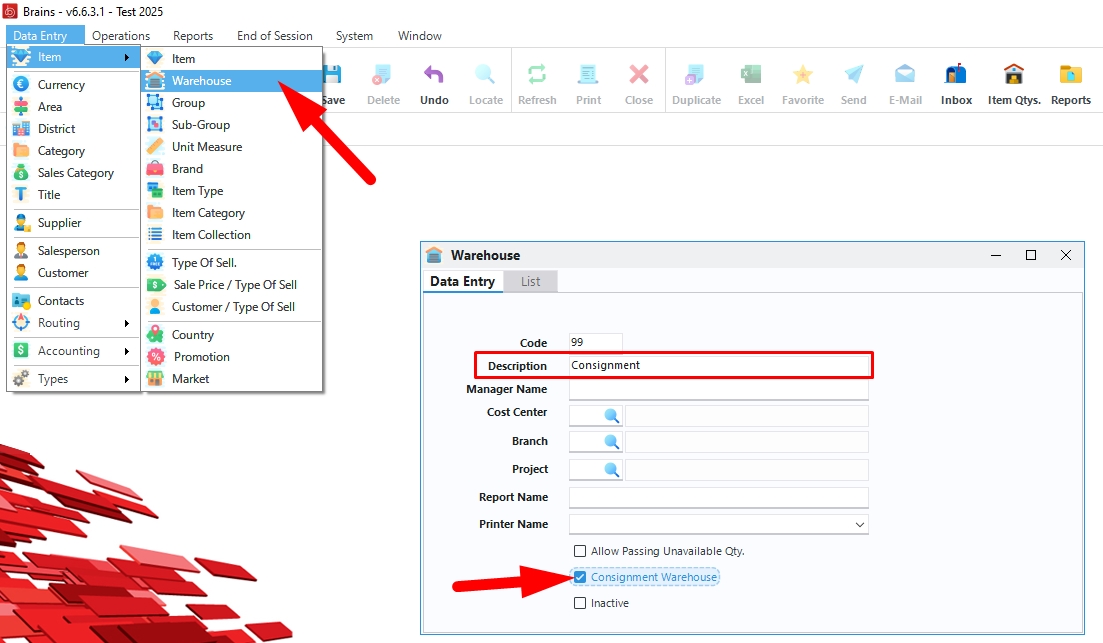 Brains - v6.6.3.1 - Test 2025
Data Entry Operations Reports End of Session System Window
Save Delete Undo Locate Refresh Print Close Duplicate Excel Favorite Send E-Mail Inbox Item Qtys. Reports
Item
Currency
Area
District
Category
Sales Category
Title
Supplier
Salesperson
Customer
Contacts
Routing
Accounting
Types
Item
Warehouse
Group
Sub-Group
Unit Measure
Brand
Item Type
Item Category
Item Collection
Type Of Sell.
Sale Price / Type Of Sell
Customer / Type Of Sell
Country
Promotion
Market
Warehouse
Data Entry List
Code 99
Description Consignment
Manager Name
Cost Center
Branch
Project
Report Name
Printer Name
Allow Passing Unavailable Qty.
Consignment Warehouse
Inactive